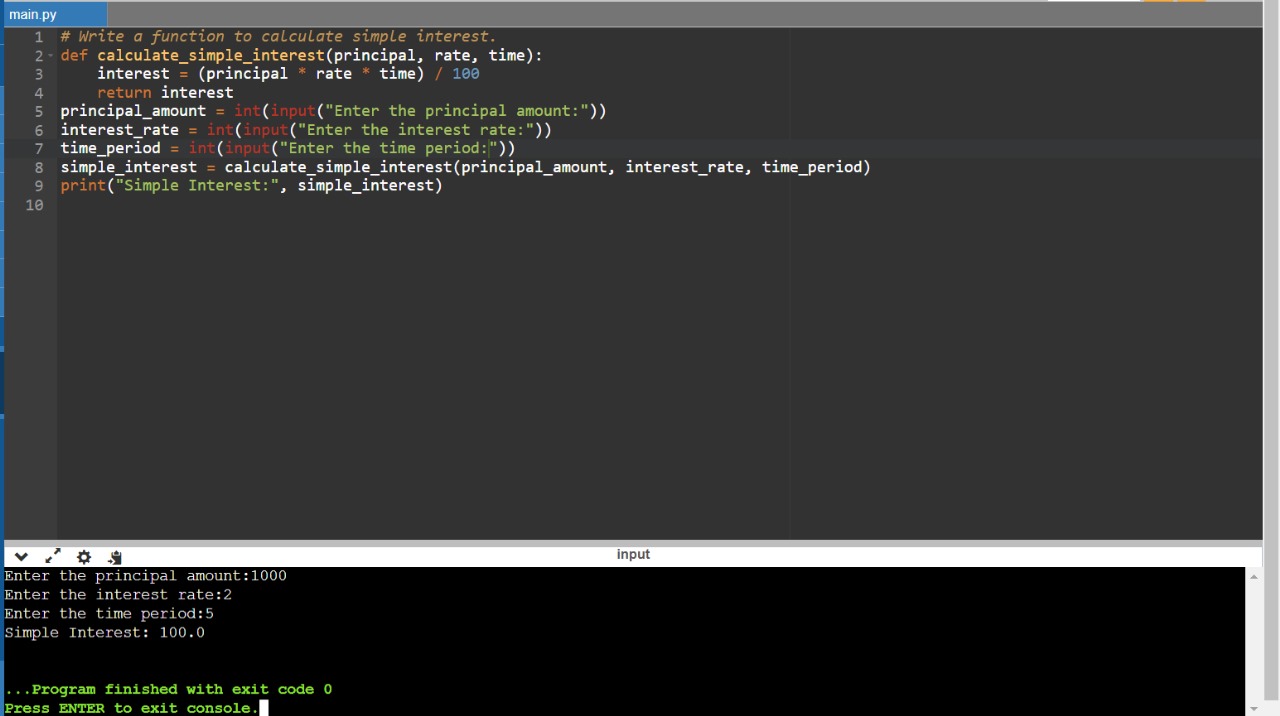 main.py
1 # Write a function to calculate simple interest.
2 def calculate_simple_interest(principal, rate, time):
3     interest = (principal * rate * time) / 100
4     return interest
5 principal_amount = int(input("Enter the principal amount:"))
6 interest_rate = int(input("Enter the interest rate:"))
7 time_period = int(input("Enter the time period:"))
8 simple_interest = calculate_simple_interest(principal_amount, interest_rate, time_period)
9 print("Simple Interest:", simple_interest)
10
input
Enter the principal amount:1000
Enter the interest rate:2
Enter the time period:5
Simple Interest: 100.0
...Program finished with exit code 0
Press ENTER to exit console.